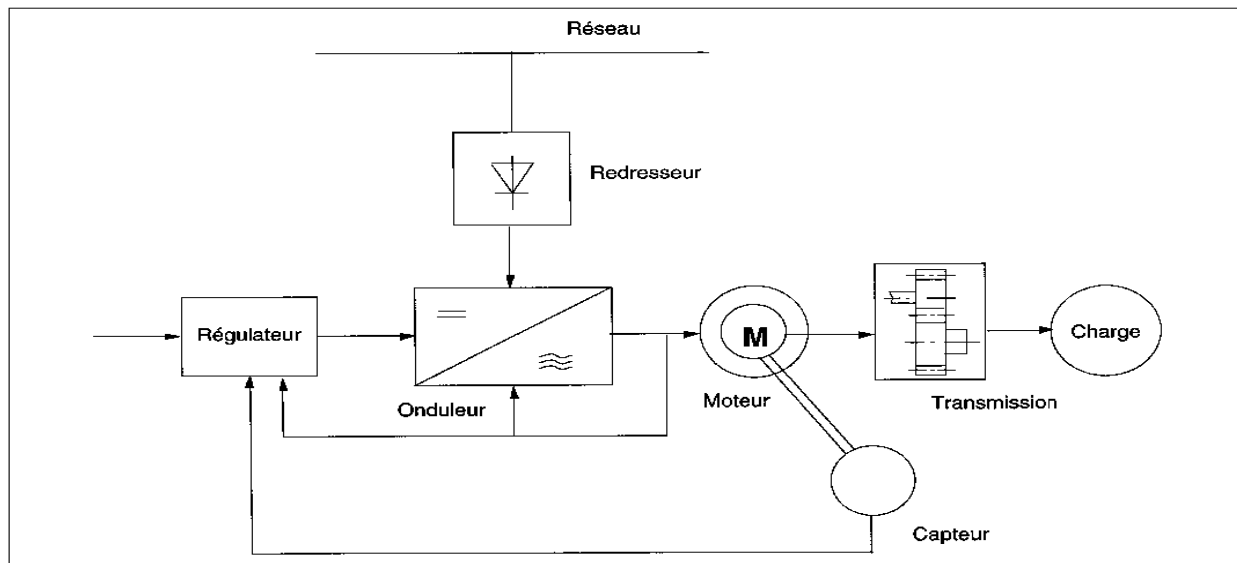 Réseau
Redresseur
Régulateur
Onduleur
M
Moteur
Transmission
Charge
Capteur